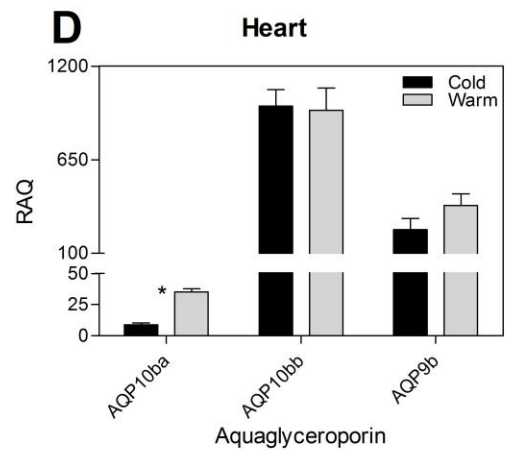 D
Heart
1200
650
100
50
25
0
RAQ
Cold
Warm
*
AQP10ba
AQP10bb
AQP9b
Aquaglyceroporin